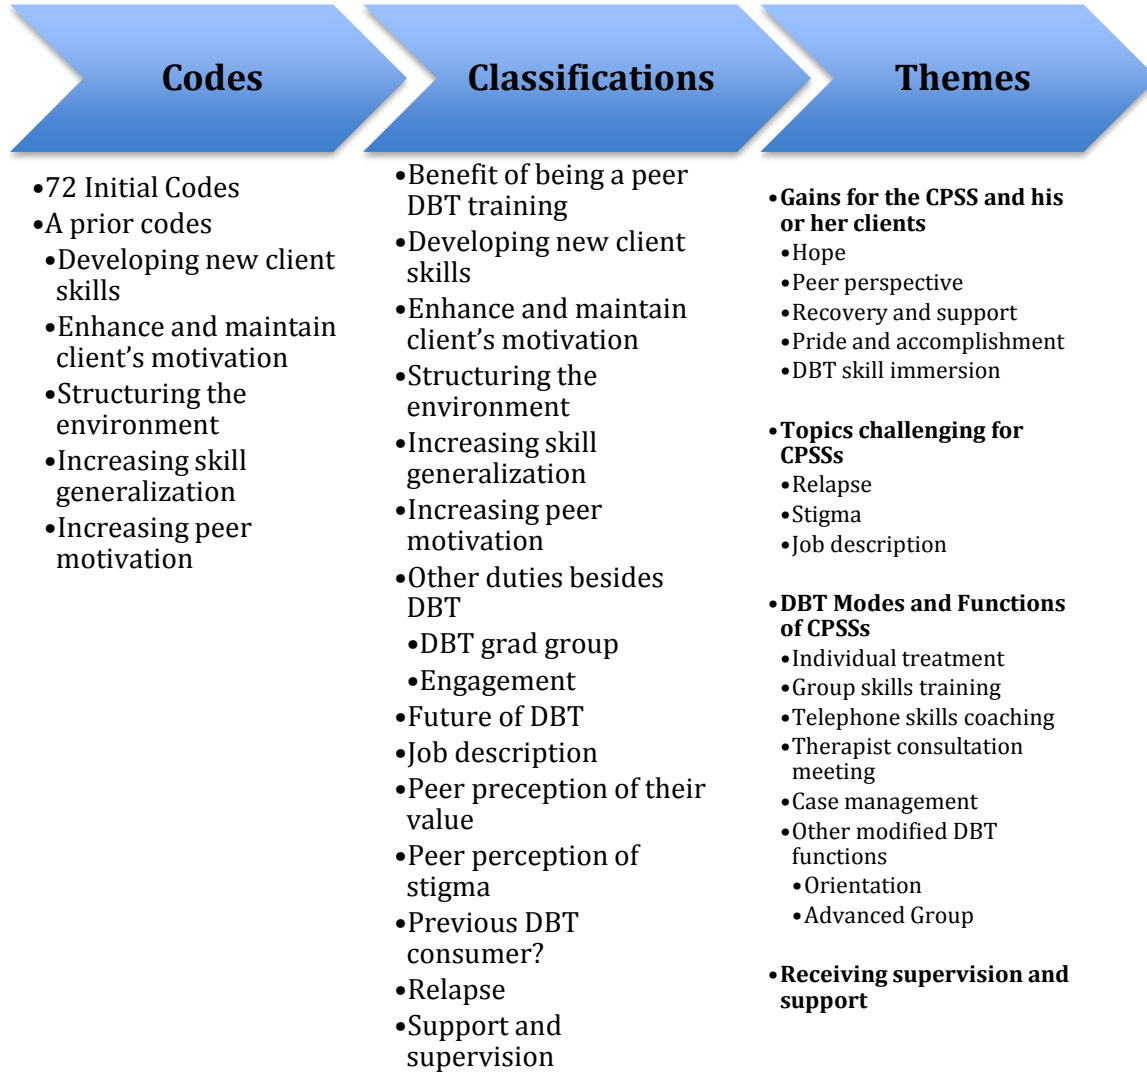 Codes
•72 Initial Codes
•A prior codes
•Developing new client
skills
•Enhance and maintain
client’s motivation
•Structuring the
environment
•Increasing skill
generalization
•Increasing peer
motivation
Classifications
•Benefit of being a peer
DBT training
•Developing new client
skills
•Enhance and maintain
client’s motivation
•Structuring the
environment
•Increasing skill
generalization
•Increasing peer
motivation
•Other duties besides
DBT
•DBT grad group
•Engagement
•Future of DBT
•Job description
•Peer preception of their
value
•Peer perception of
stigma
•Previous DBT
consumer?
•Relapse
•Support and
supervision
Themes
•Gains for the CPSS and his
or her clients
•Hope
•Peer perspective
•Recovery and support
•Pride and accomplishment
•DBT skill immersion
•Topics challenging for
CPSSs
•Relapse
•Stigma
•Job description
•DBT Modes and Functions
of CPSSs
•Individual treatment
•Group skills training
•Telephone skills coaching
•Therapist consultation
meeting
•Case management
•Other modified DBT
functions
•Orientation
•Advanced Group
•Receiving supervision and
support